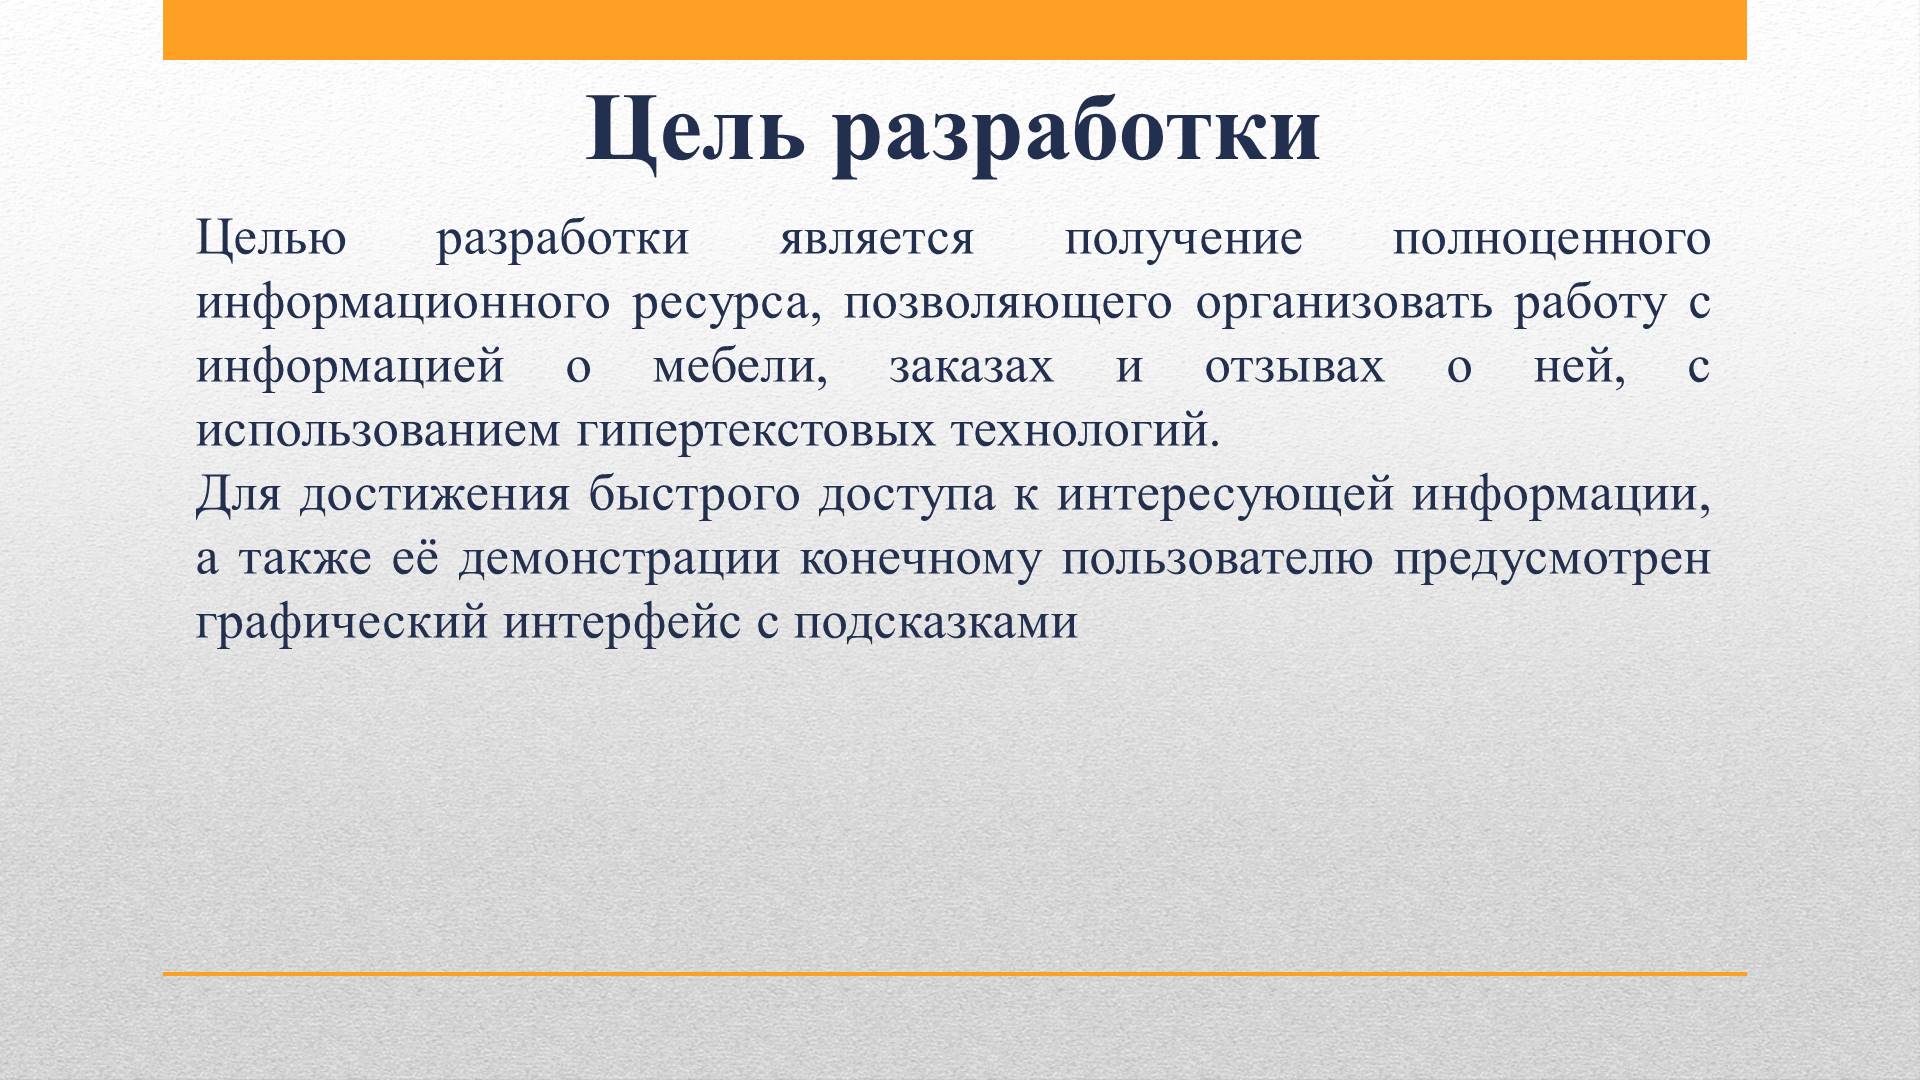 Цель разработки
Целью разработки является получение полноценного
информационного ресурса, позволяющего организовать работу с
информацией о мебели, заказах и отзывах о ней, с
использованием гипертекстовых технологий.
Для достижения быстрого доступа к интересующей информации,
а также её демонстрации конечному пользователю предусмотрен
графический интерфейс с подсказками